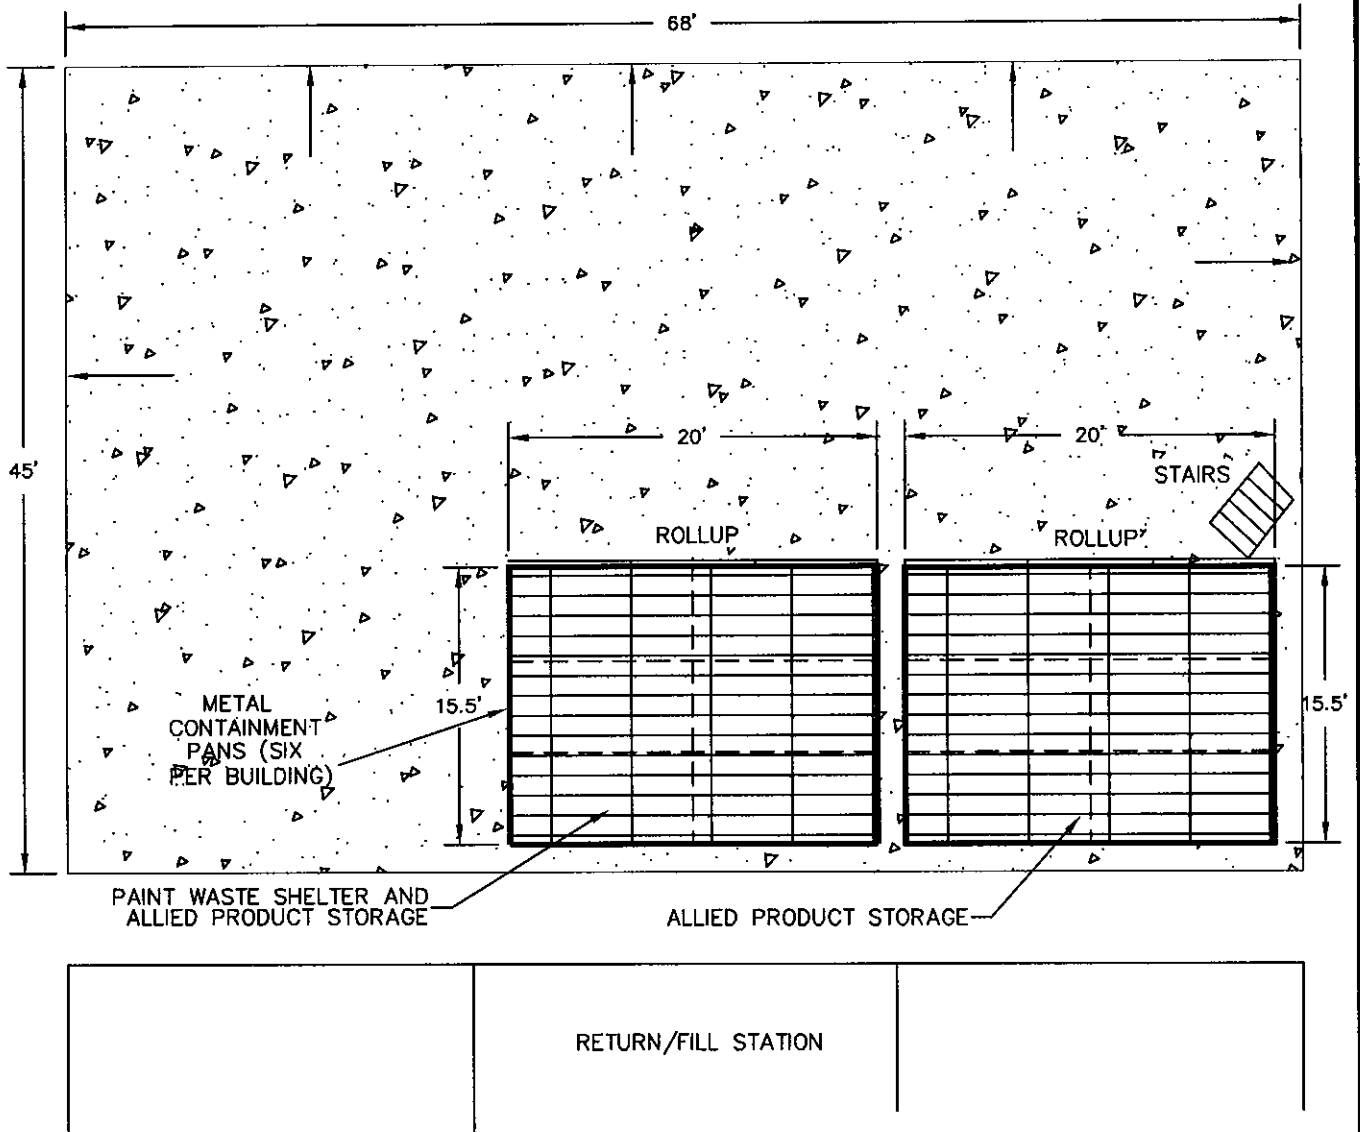 68'
45'
20'
20'
STAIRS
ROLLUP
ROLLUP
15.5'
15.5'
METAL
CONTAINMENT
PANS (SIX
PER BUILDING)
PAINT WASTE SHELTER AND
ALLIED PRODUCT STORAGE
ALLIED PRODUCT STORAGE
RETURN/FILL STATION